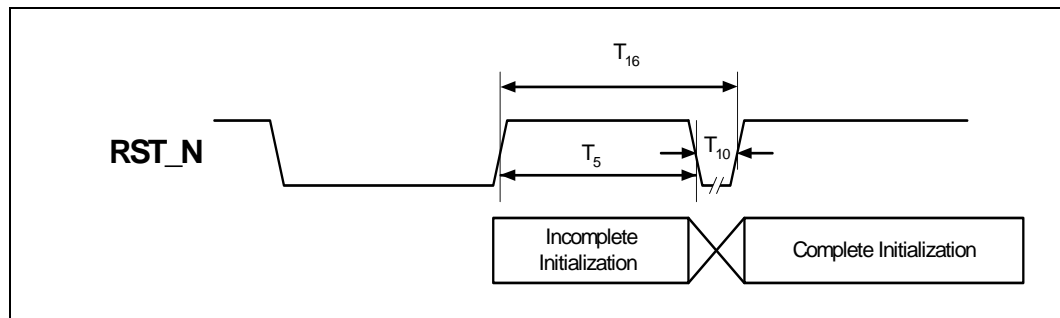 T16
RST_N
T10
T5
Incomplete
Initialization
Complete Initialization